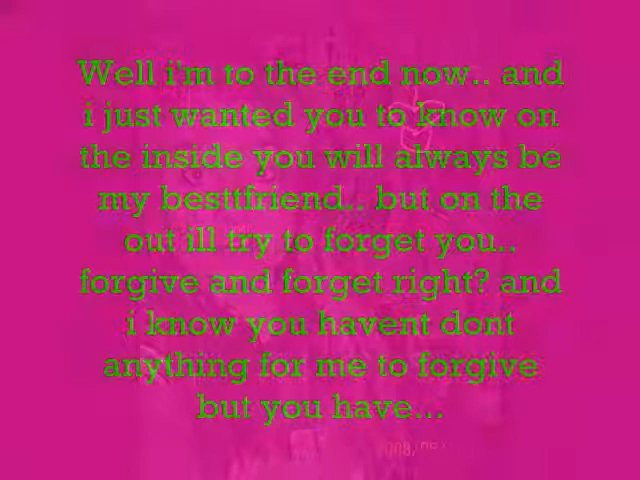 Well i'm to the end now.. and
i just wanted you to know on
the inside you will always be
my besttfriend.. but on the
out ill try to forget you..
forgive and forget right? and
i know you havent dont
anything for me to forgive
but you have...